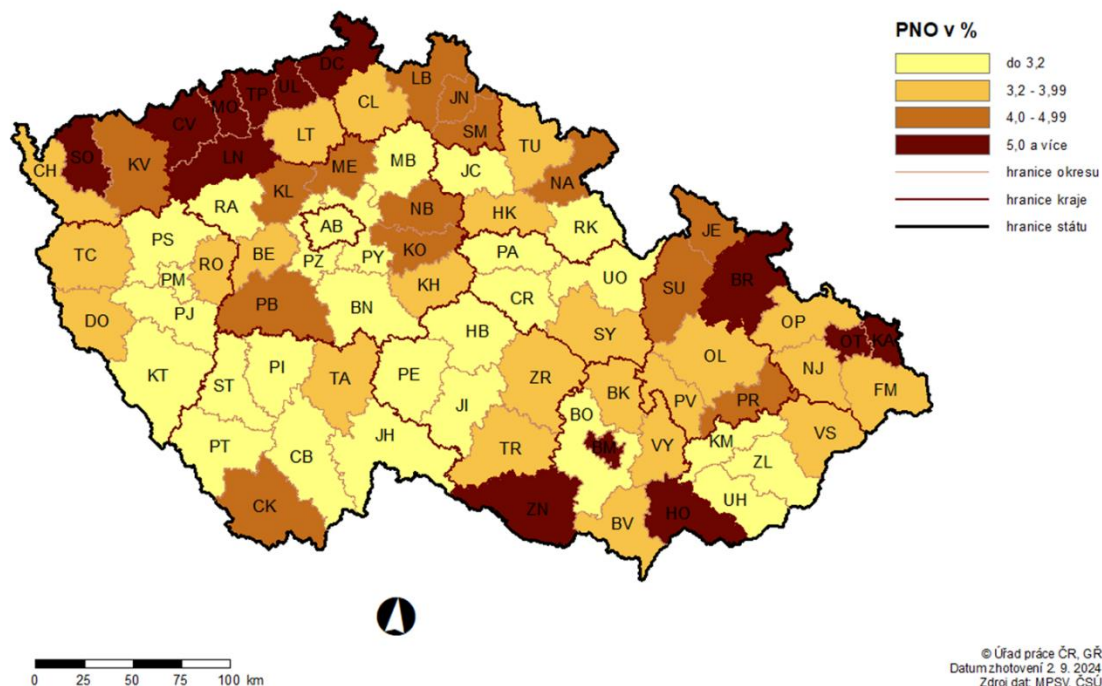 PNO v %
do 3,2
3,2 - 3,99
4,0 - 4,99
5,0 a více
hranice okresu
hranice kraje
hranice státu
DC
LB
UL
TP
JN
MO
CL
CV
SM
LT
TU
SO
LN
ME
MB
JC
KV
CH
NA
KL
RA
NB
HK
AB
RK
JE
PS
KO
PA
TC
RO
BE
PZ
PY
UO
BR
PM
KH
CR
SU
PB
BN
DO
PJ
OP
HB
SY
OT
KA
OL
NJ
KT
PI
TA
PE
ZR
FM
ST
BK
PV
PR
JI
BO
VS
KM
JH
TR
BM
VY
PT
CB
ZL
UH
CK
ZN
HO
BV
0 25 50 75 100 km
© Úřad práce ČR, GŘ
Datum zhotovení 2. 9. 2024
Zdroj dat: MPSV, ČSÚ